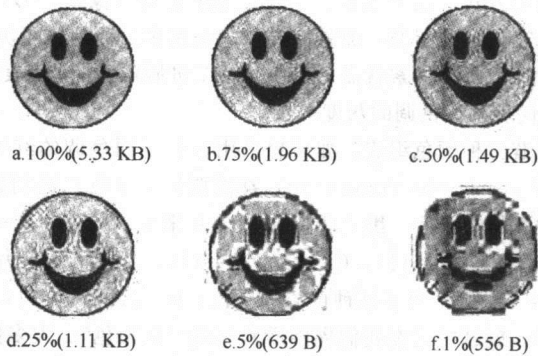 a.100%(5.33 KB)
b.75%(1.96 KB)
c.50%(1.49 KB)
d.25%(1.11 KB)
e.5%(639 B)
f.1%(556 B)